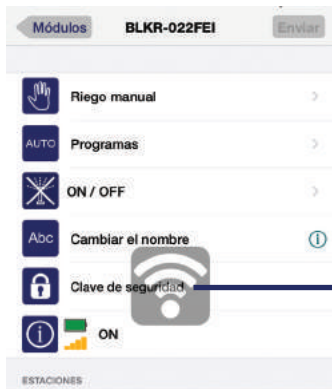 Módulos BLKR-022FEI Enviar
Riego manual
AUTO Programas
ON / OFF
Abc Cambiar el nombre
Clave de seguridad
ON
ESTACIONES